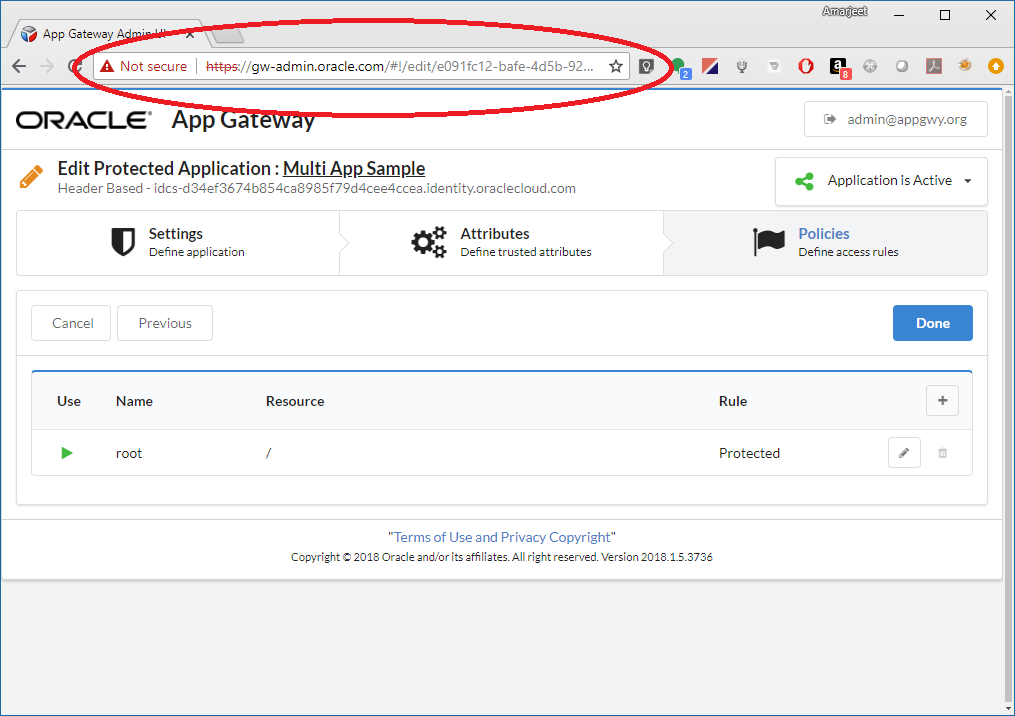 Amarjeet
App Gateway Admin UI
Not secure https://gw-admin.oracle.com/#!/edit/e091fc12-bafe-4d5b-92...
2
a
8
ORACLE® App Gateway
admin@appgwy.org
Edit Protected Application : Multi App Sample
Header Based - idcs-d34ef3674b854ca8985f79d4cee4ccea.identity.oraclecloud.com
Application is Active
Settings
Define application
Attributes
Define trusted attributes
Policies
Define access rules
Cancel Previous Done
Use Name Resource Rule +
root / Protected
"Terms of Use and Privacy Copyright"
Copyright © 2018 Oracle and/or its affiliates. All right reserved. Version 2018.1.5.3736